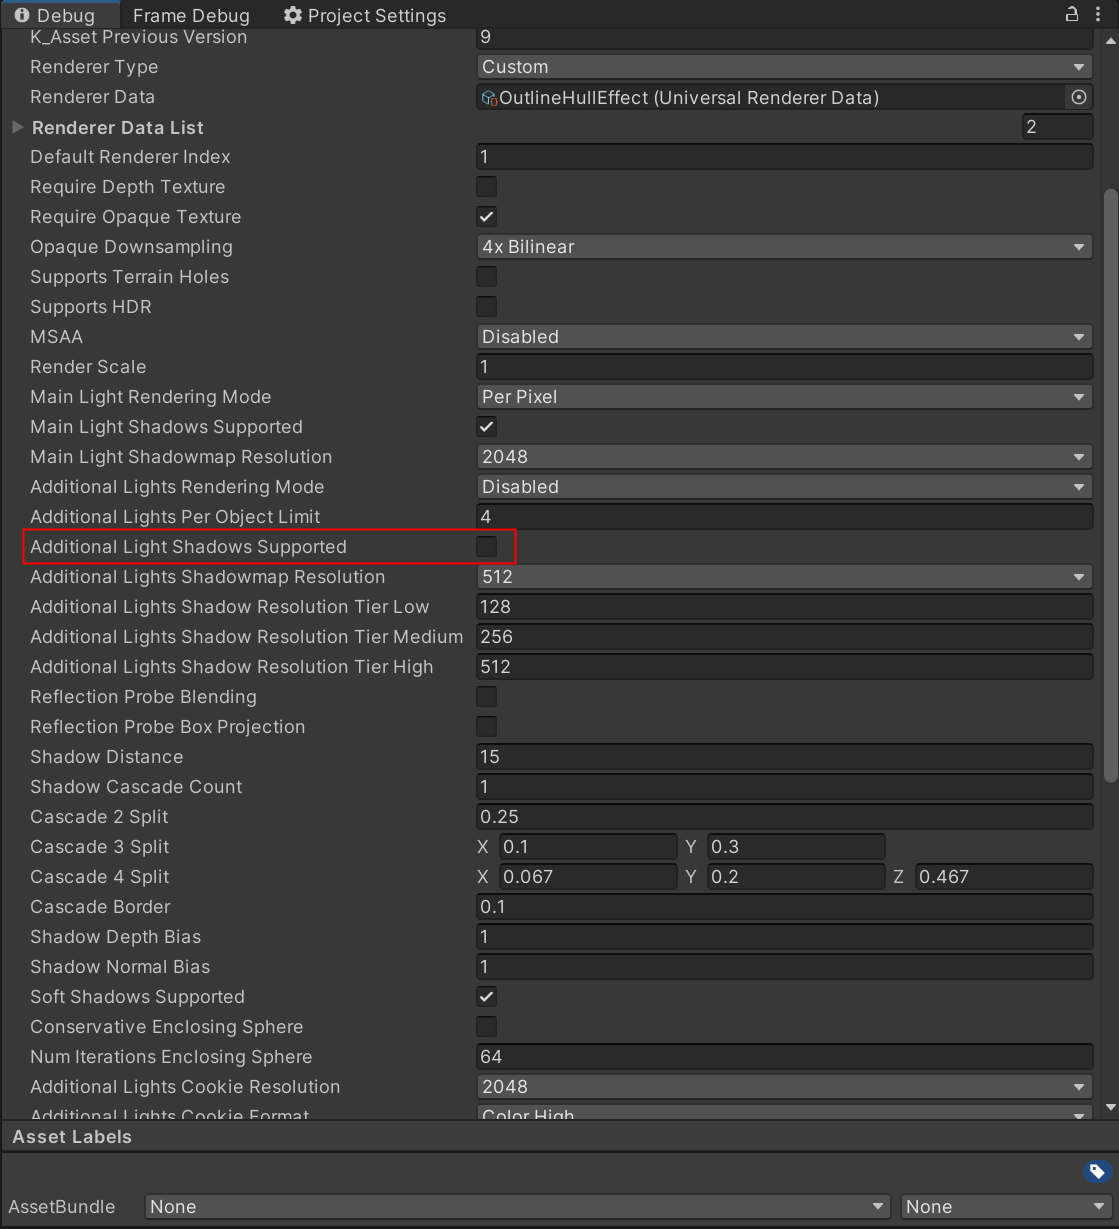 Debug Frame Debug Project Settings
K_Asset Previous Version 9
Renderer Type Custom
Renderer Data OutlineHullEffect (Universal Renderer Data)
Renderer Data List 2
Default Renderer Index 1
Require Depth Texture
Require Opaque Texture
Opaque Downsampling 4x Bilinear
Supports Terrain Holes
Supports HDR
MSAA Disabled
Render Scale 1
Main Light Rendering Mode Per Pixel
Main Light Shadows Supported
Main Light Shadowmap Resolution 2048
Additional Lights Rendering Mode Disabled
Additional Lights Per Object Limit 4
Additional Light Shadows Supported
Additional Lights Shadowmap Resolution 512
Additional Lights Shadow Resolution Tier Low 128
Additional Lights Shadow Resolution Tier Medium 256
Additional Lights Shadow Resolution Tier High 512
Reflection Probe Blending
Reflection Probe Box Projection
Shadow Distance 15
Shadow Cascade Count 1
Cascade 2 Split 0.25
Cascade 3 Split X 0.1 Y 0.3
Cascade 4 Split X 0.067 Y 0.2 Z 0.467
Cascade Border 0.1
Shadow Depth Bias 1
Shadow Normal Bias 1
Soft Shadows Supported
Conservative Enclosing Sphere
Num Iterations Enclosing Sphere 64
Additional Lights Cookie Resolution 2048
Additional Lights Cookie Format Color High
Asset Labels
AssetBundle None None